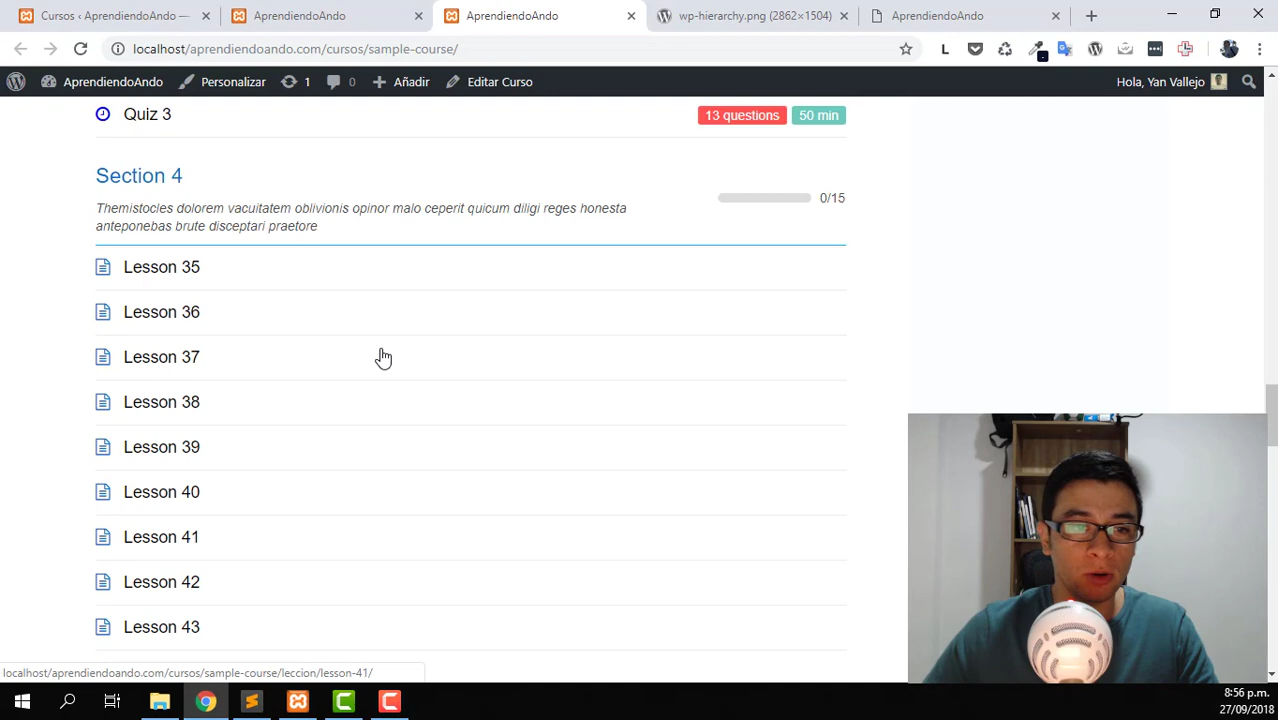 Cursos ‹ AprendiendoAndo —
AprendiendoAndo
AprendiendoAndo
wp-hierarchy.png (2862×1504)
AprendiendoAndo
localhost/aprendiendoando.com/cursos/sample-course/
AprendiendoAndo
Personalizar
1
0
Añadir
Editar Curso
Hola, Yan Vallejo
Quiz 3
13 questions
50 min
Section 4
0/15
Themistocles dolorem vacuitatem oblivionis opinor malo ceperit quicum diligi reges honesta
anteponebas brute disceptari praetore
Lesson 35
Lesson 36
Lesson 37
Lesson 38
Lesson 39
Lesson 40
Lesson 41
Lesson 42
Lesson 43
localhost/aprendiendoando.com/cursos/sample-course/leccion/lesson-41/
8:56 p.m.
27/09/2018